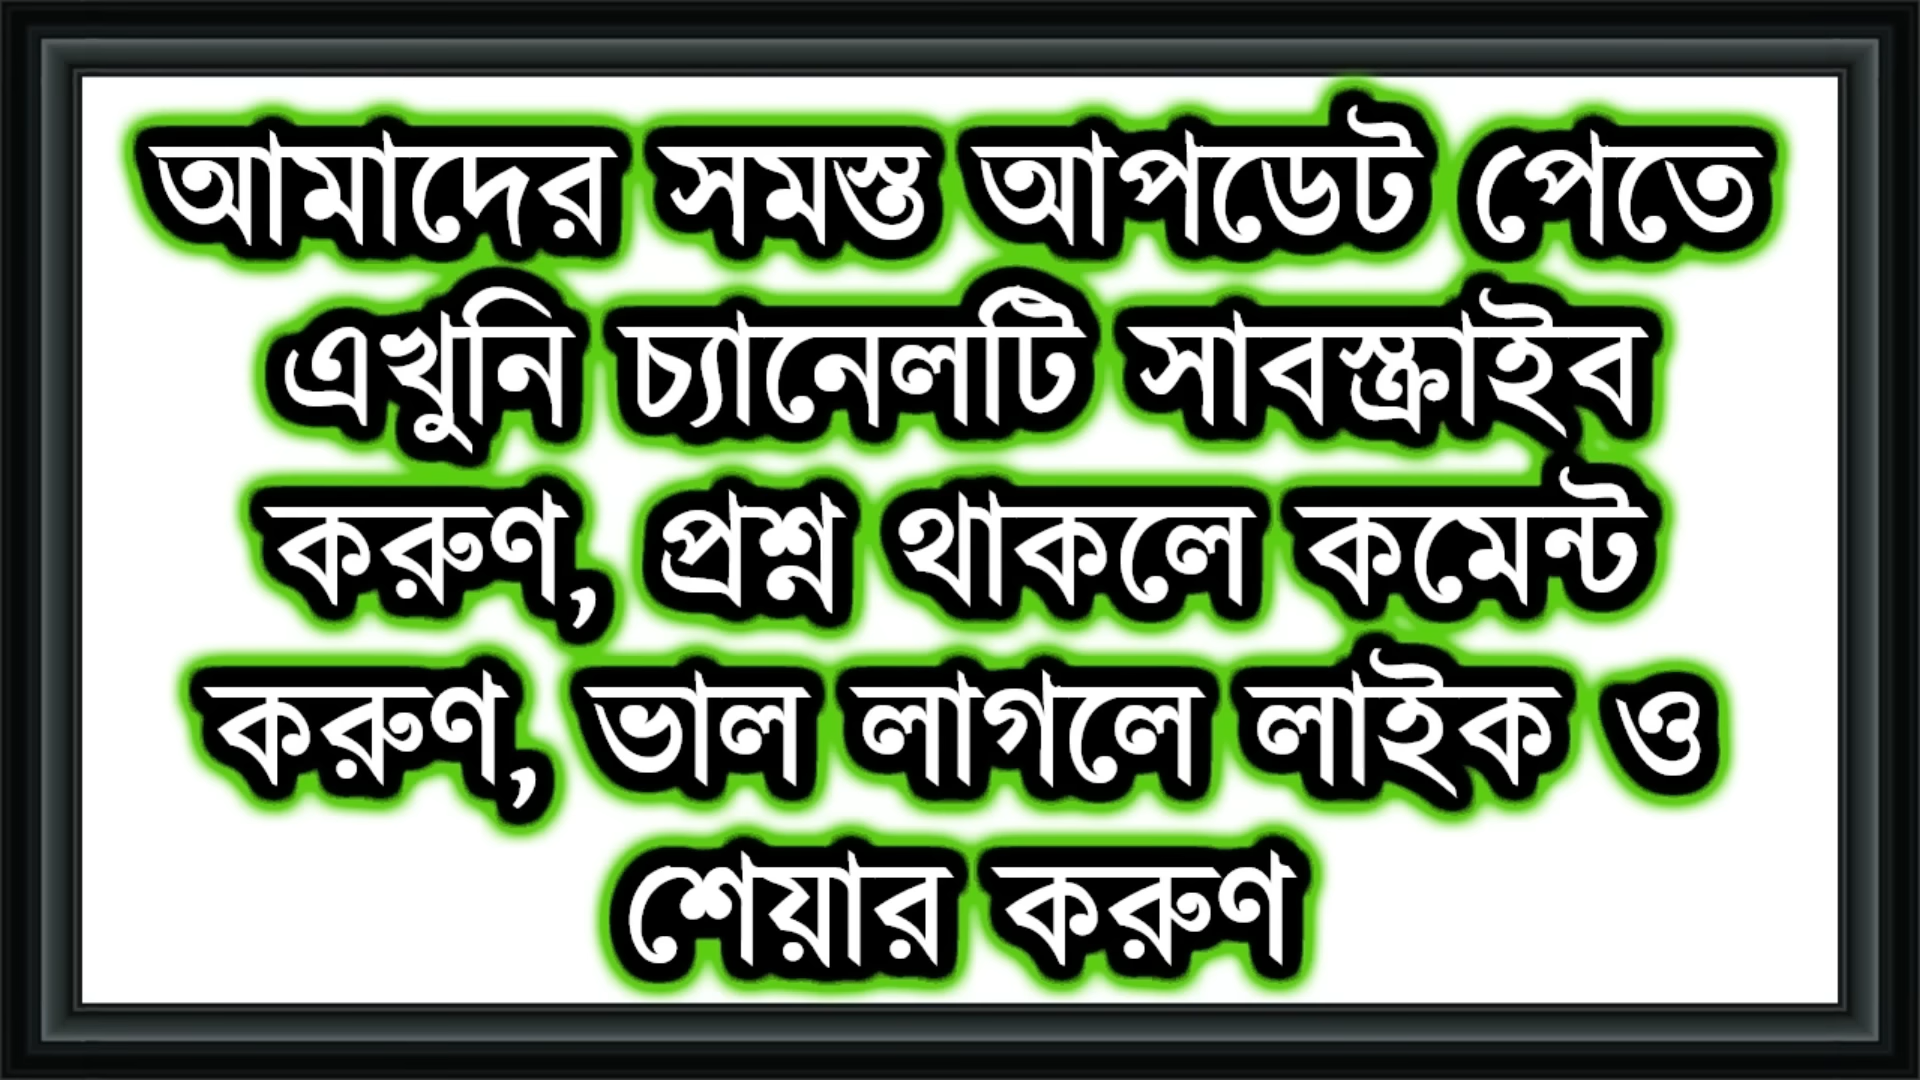 আমাদের সমস্ত আপডেট পেতে
এখুনি চ্যানেলটি সাবস্ক্রাইব
করুণ, প্রশ্ন থাকলে কমেন্ট
করুণ, ভাল লাগলে লাইক ও
শেয়ার করুণ